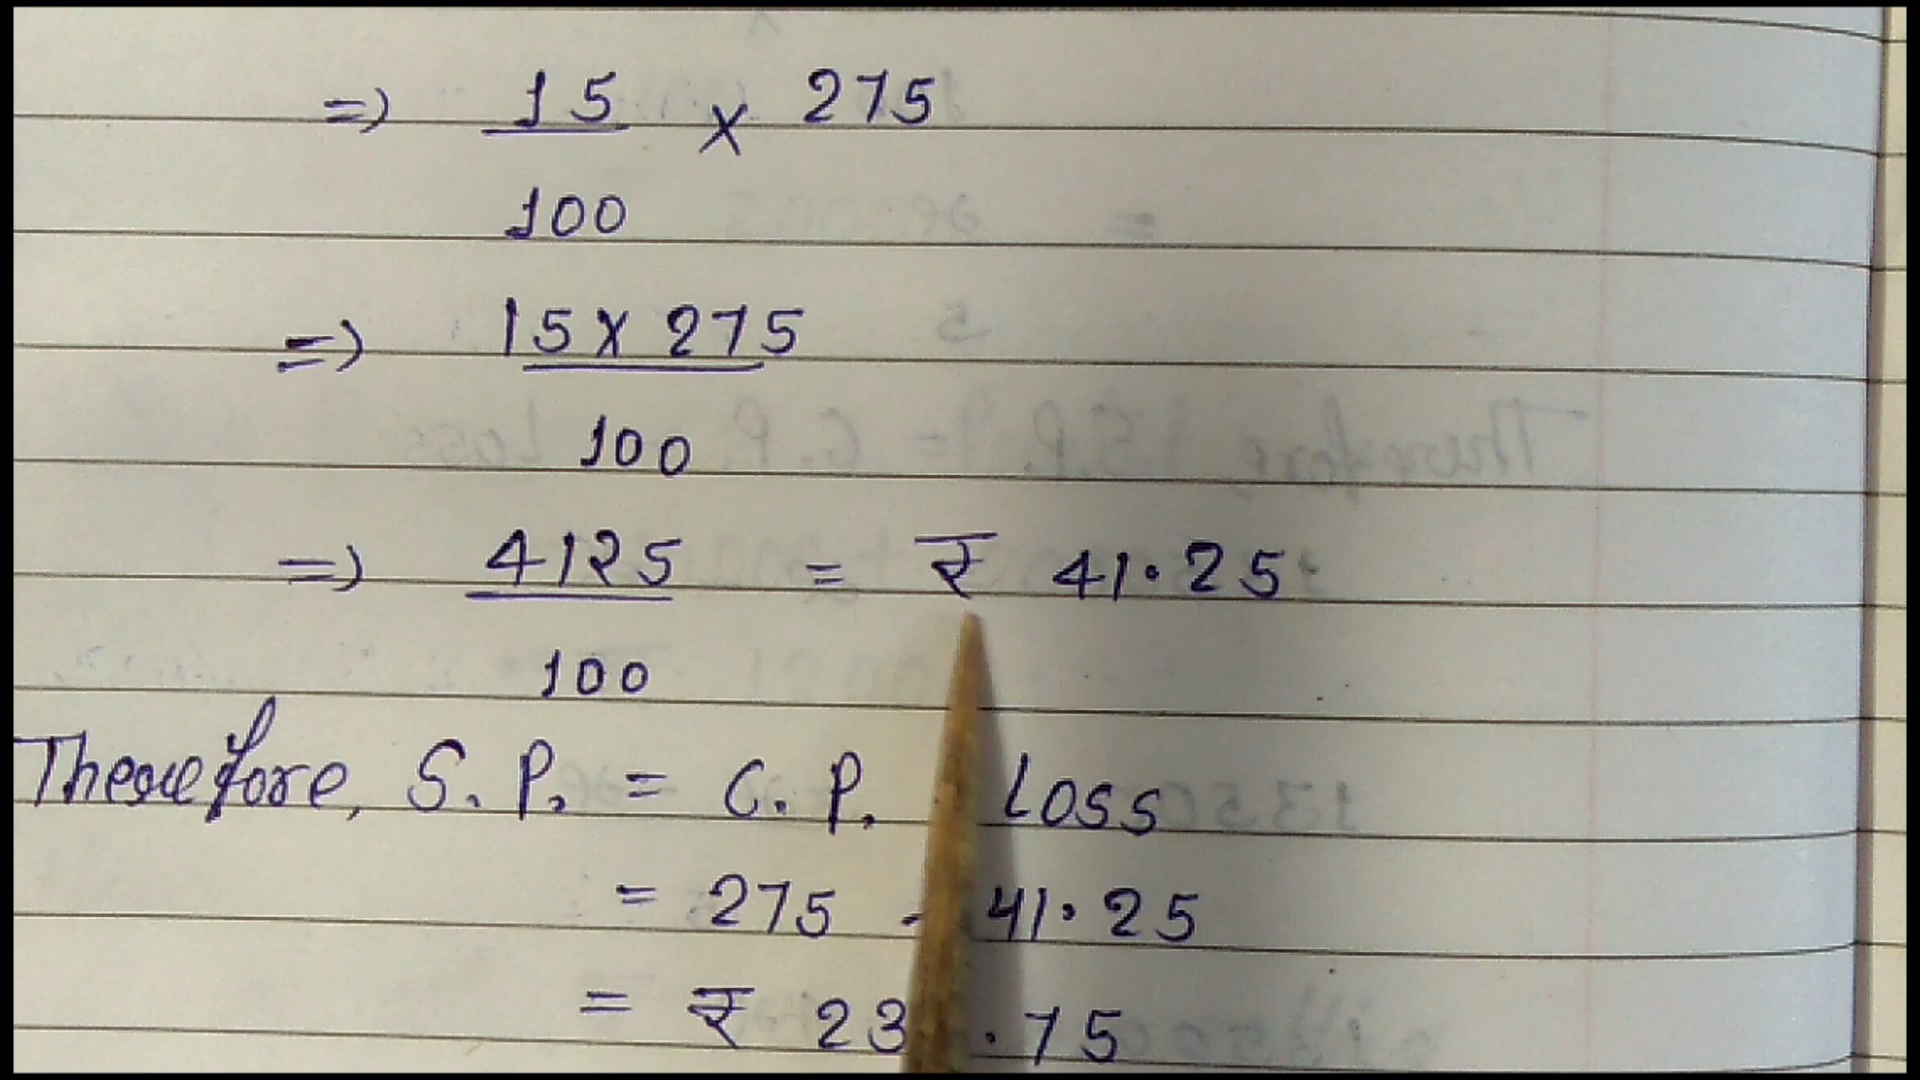 => 15 × 275
100
=> 15 × 275
100
=> 4125 = ₹ 41.25
100
Therefore, S.P. = C.P. Loss
= 275 - 41.25
= ₹ 23 .75